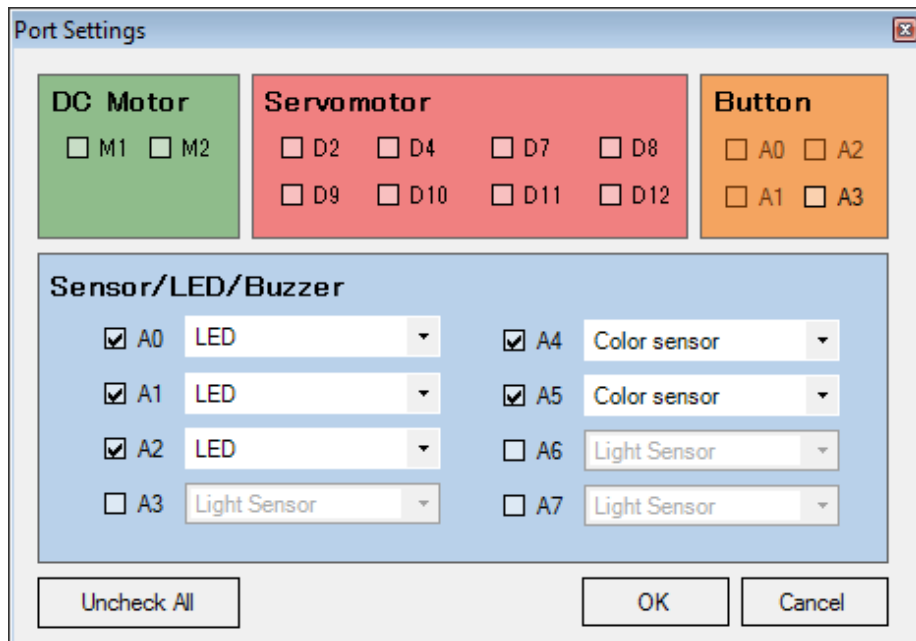 Port Settings
DC Motor
M1 M2
Servomotor
D2 D4 D7 D8
D9 D10 D11 D12
Button
A0 A2
A1 A3
Sensor/LED/Buzzer
A0 LED
A1 LED
A2 LED
A3 Light Sensor
A4 Color sensor
A5 Color sensor
A6 Light Sensor
A7 Light Sensor
Uncheck All
OK
Cancel